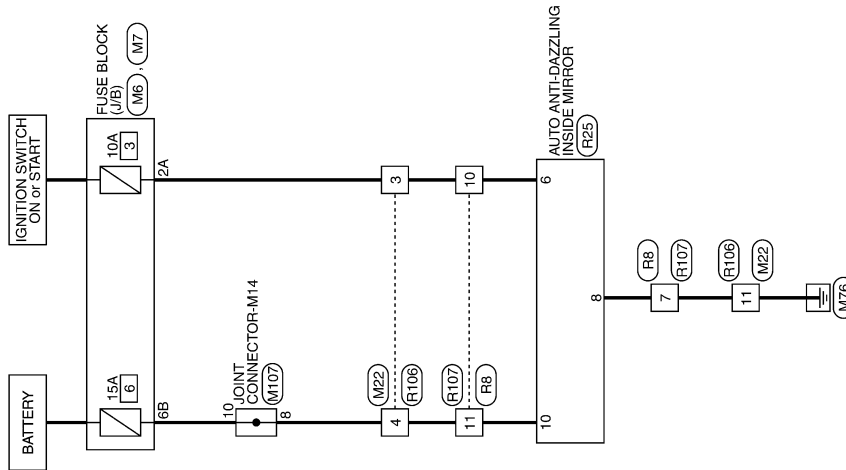 BATTERY
IGNITION SWITCH
ON or START
15A
6
10A
3
FUSE BLOCK
(J/B)
M6 , M7
6B
2A
10
JOINT
CONNECTOR-M14
M107
8
M22
4
3
R106
R107
11
10
R8
10
6
AUTO ANTI-DAZZLING
INSIDE MIRROR
R25
8
R8
7
R107
R106
11
M22
M76